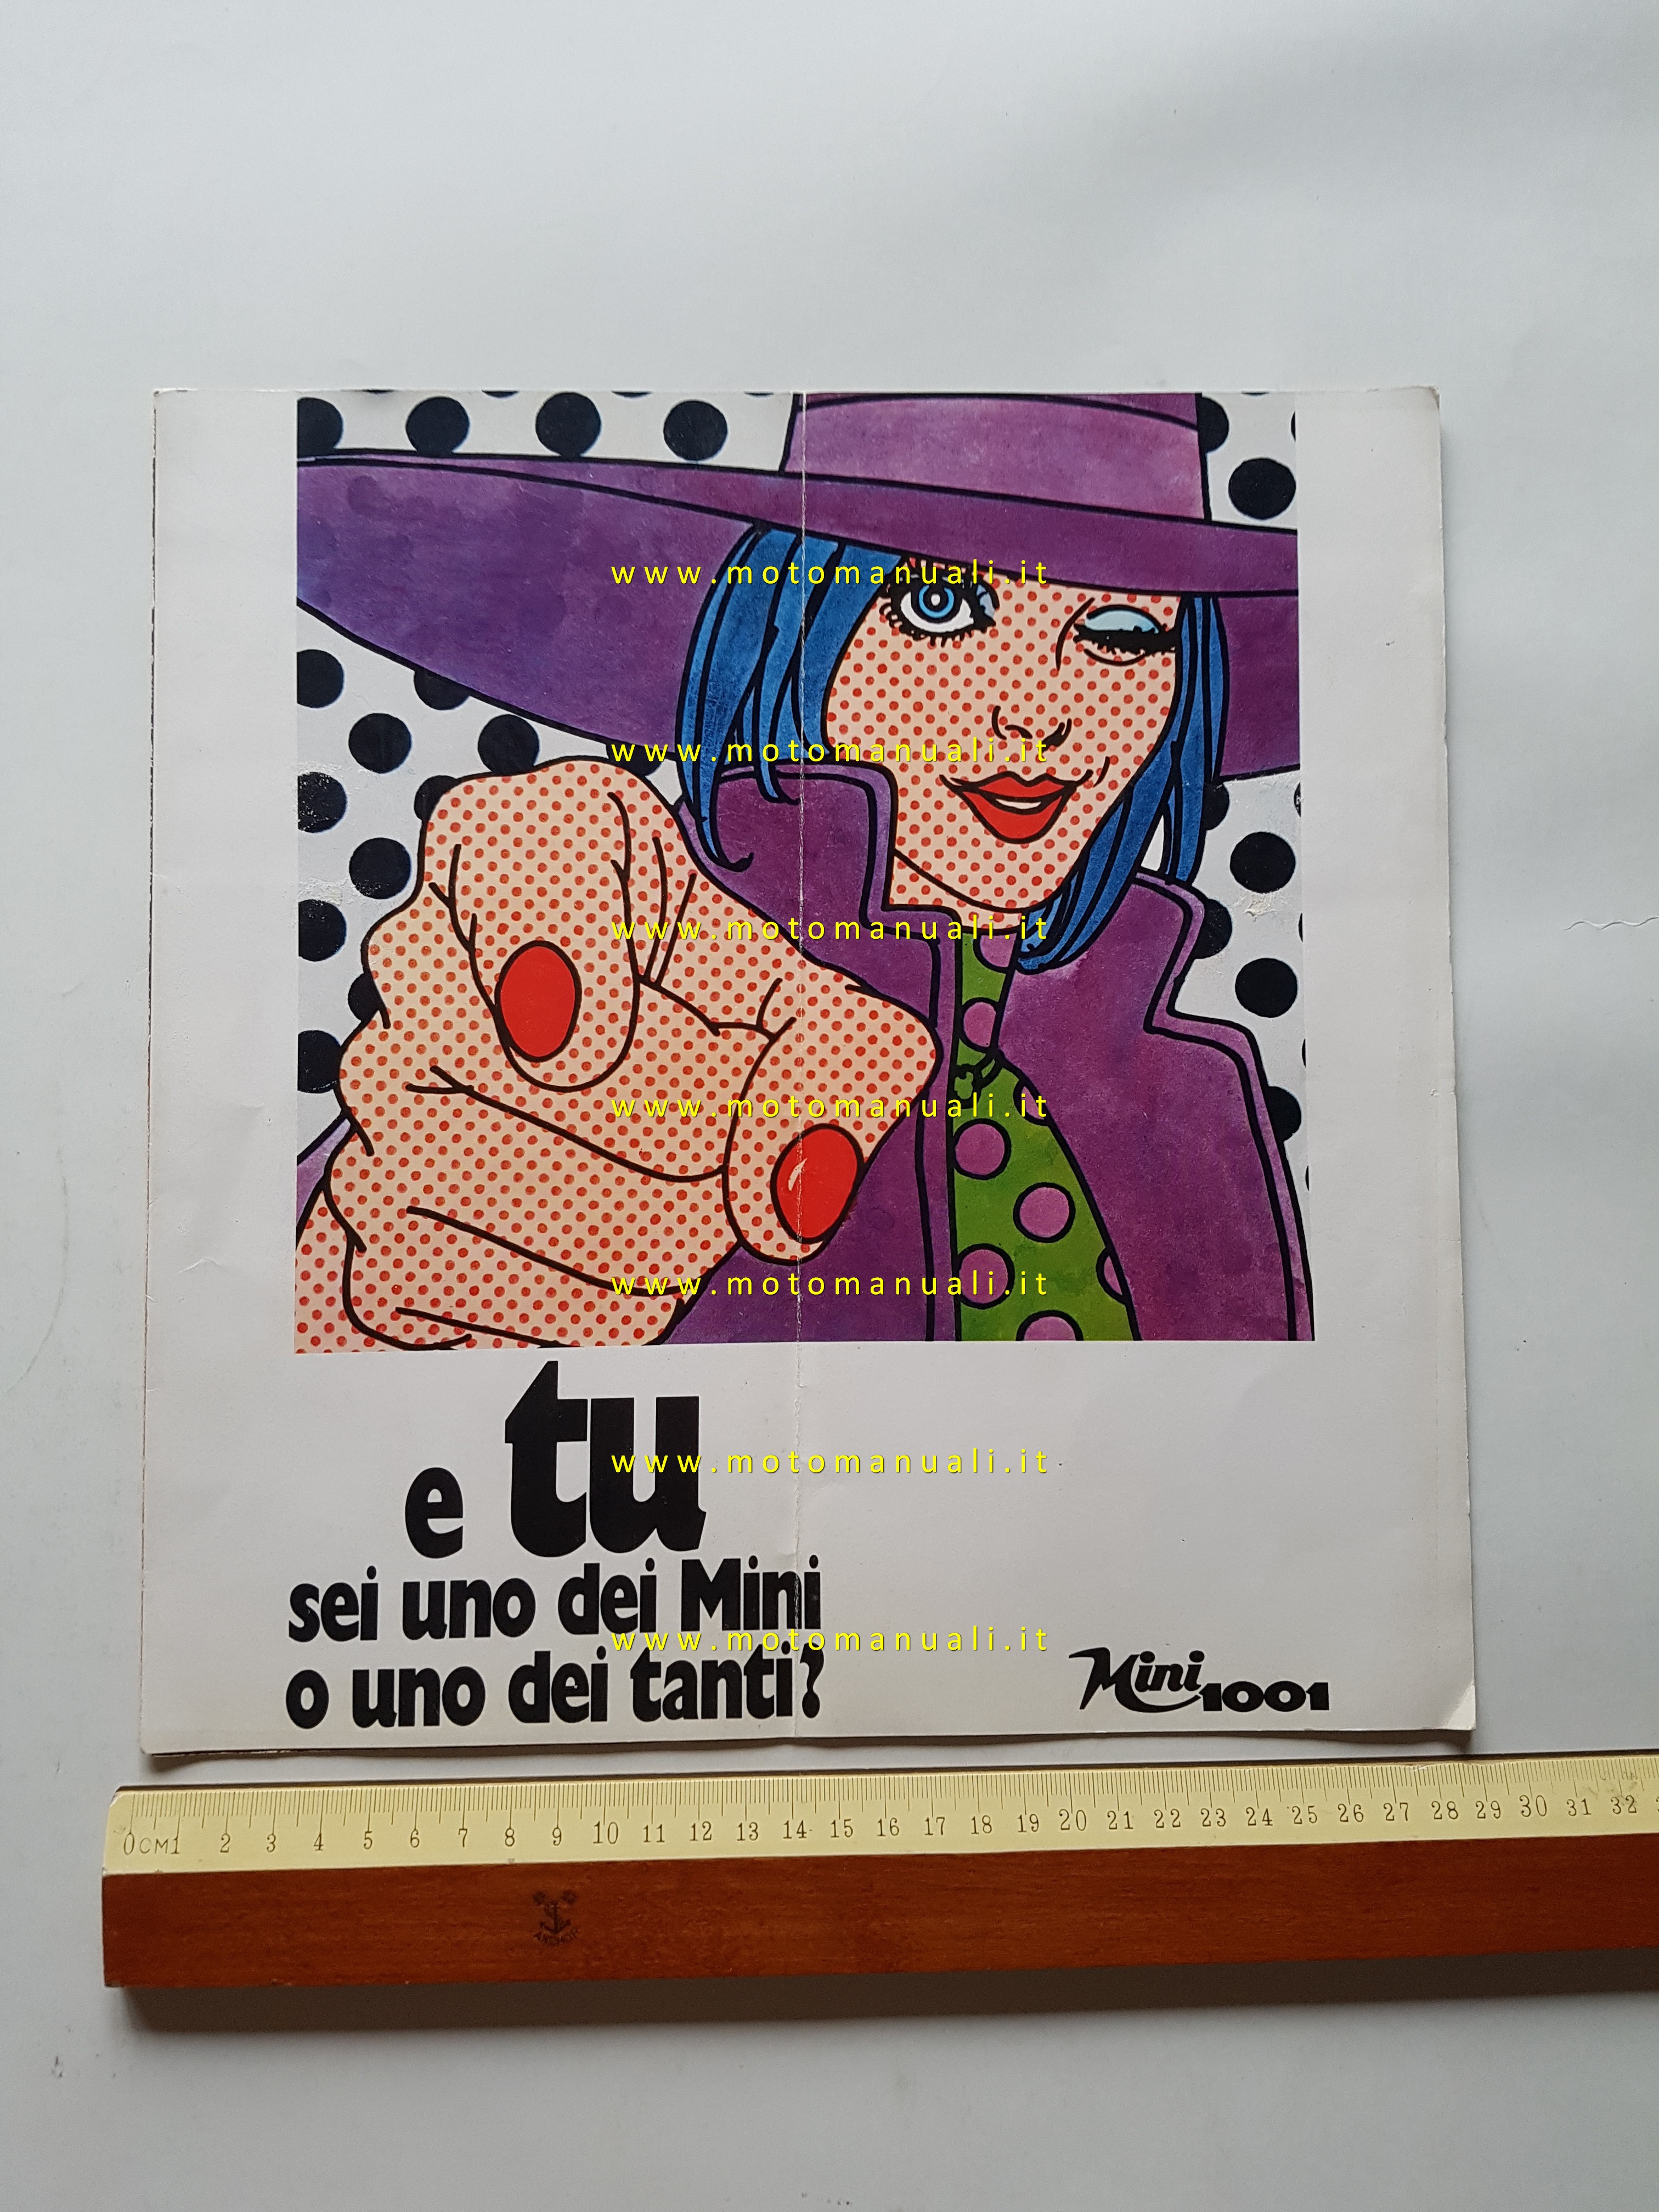 www.motomanuali.it
www.motomanuali.it
www.motomanuali.it
www.motomanuali.it
www.motomanuali.it
e tu
www.motomanuali.it
sei uno dei Mini
www.motomanuali.it
o uno dei tanti?
Mini 1001
0CM1 2 3 4 5 6 7 8 9 10 11 12 13 14 15 16 17 18 19 20 21 22 23 24 25 26 27 28 29 30 31 32
ANCHOR